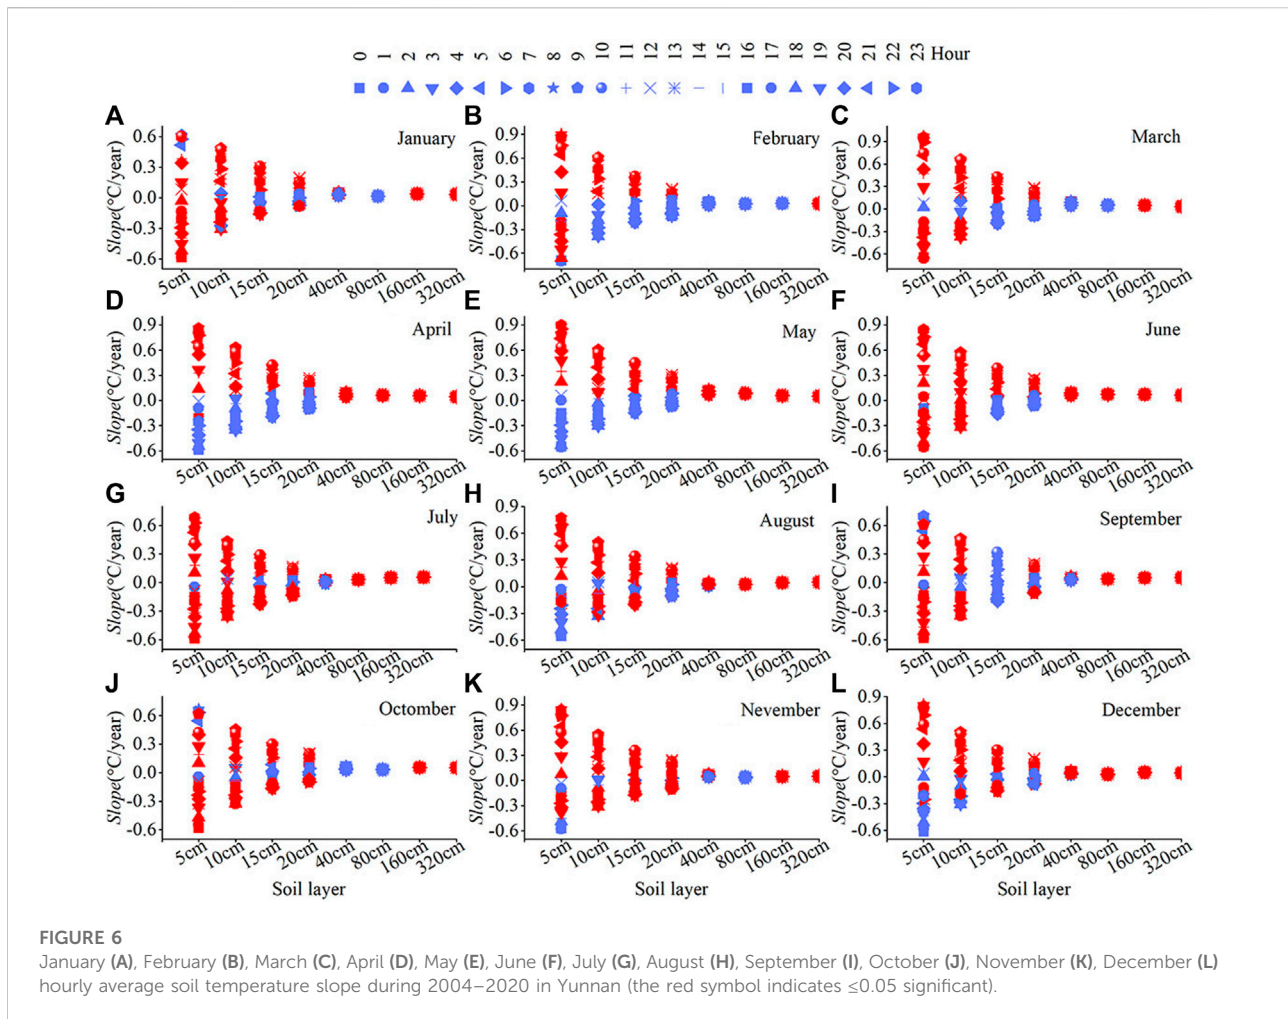 0 1 2 3 4 5 6 7 8 9 10 11 12 13 14 15 16 17 18 19 20 21 22 23 Hour
A
January
Slope(°C/year)
0.6
0.3
0.0
-0.3
-0.6
5cm 10cm 15cm 20cm 40cm 80cm 160cm 320cm
B
February
0.9
0.6
0.3
0.0
-0.3
-0.6
5cm 10cm 15cm 20cm 40cm 80cm 160cm 320cm
C
March
0.9
0.6
0.3
0.0
-0.3
-0.6
5cm 10cm 15cm 20cm 40cm 80cm 160cm 320cm
D
April
Slope(°C/year)
0.9
0.6
0.3
0.0
-0.3
-0.6
5cm 10cm 15cm 20cm 40cm 80cm 160cm 320cm
E
May
Slope(°C/year)
0.9
0.6
0.3
0.0
-0.3
-0.6
5cm 10cm 15cm 20cm 40cm 80cm 160cm 320cm
F
June
Slope(°C/year)
0.9
0.6
0.3
0.0
-0.3
-0.6
5cm 10cm 15cm 20cm 40cm 80cm 160cm 320cm
G
July
Slope(°C/year)
0.6
0.3
0.0
-0.3
-0.6
5cm 10cm 15cm 20cm 40cm 80cm 160cm 320cm
H
August
Slope(°C/year)
0.9
0.6
0.3
0.0
-0.3
-0.6
5cm 10cm 15cm 20cm 40cm 80cm 160cm 320cm
I
September
Slope(°C/year)
0.6
0.3
0.0
-0.3
-0.6
5cm 10cm 15cm 20cm 40cm 80cm 160cm 320cm
J
Octomber
Slope(°C/year)
0.6
0.3
0.0
-0.3
-0.6
5cm 10cm 15cm 20cm 40cm 80cm 160cm 320cm
Soil layer
K
Nevember
Slope(°C/year)
0.9
0.6
0.3
0.0
-0.3
-0.6
5cm 10cm 15cm 20cm 40cm 80cm 160cm 320cm
Soil layer
L
December
Slope(°C/year)
0.9
0.6
0.3
0.0
-0.3
-0.6
5cm 10cm 15cm 20cm 40cm 80cm 160cm 320cm
Soil layer
FIGURE 6
January (A), February (B), March (C), April (D), May (E), June (F), July (G), August (H), September (I), October (J), November (K), December (L)
hourly average soil temperature slope during 2004–2020 in Yunnan (the red symbol indicates ≤0.05 significant).